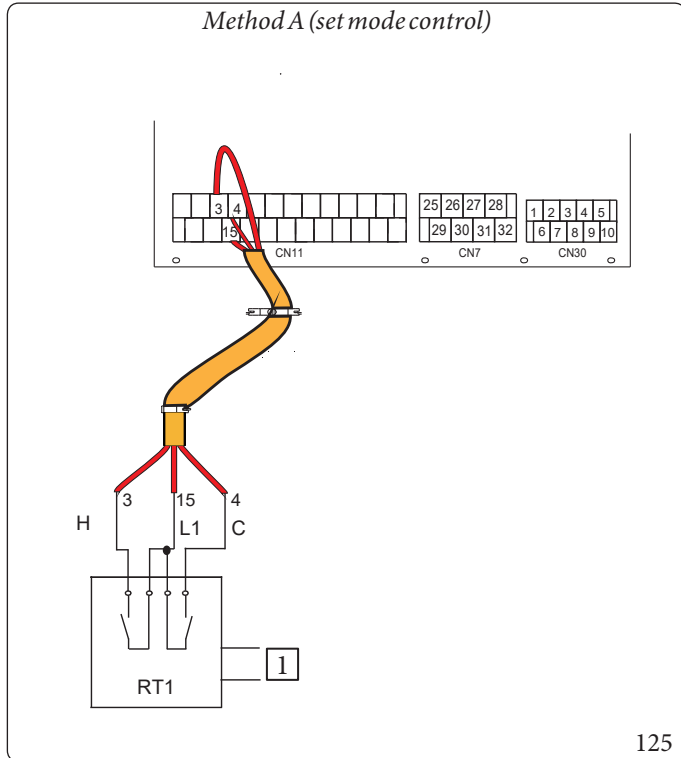 Method A (set mode control)
3 4
25 26 27 28
1 2 3 4 5
15
29 30 31 32
6 7 8 9 10
CN11
CN7
CN30
3
15
4
H
L1
C
RT1
1
125